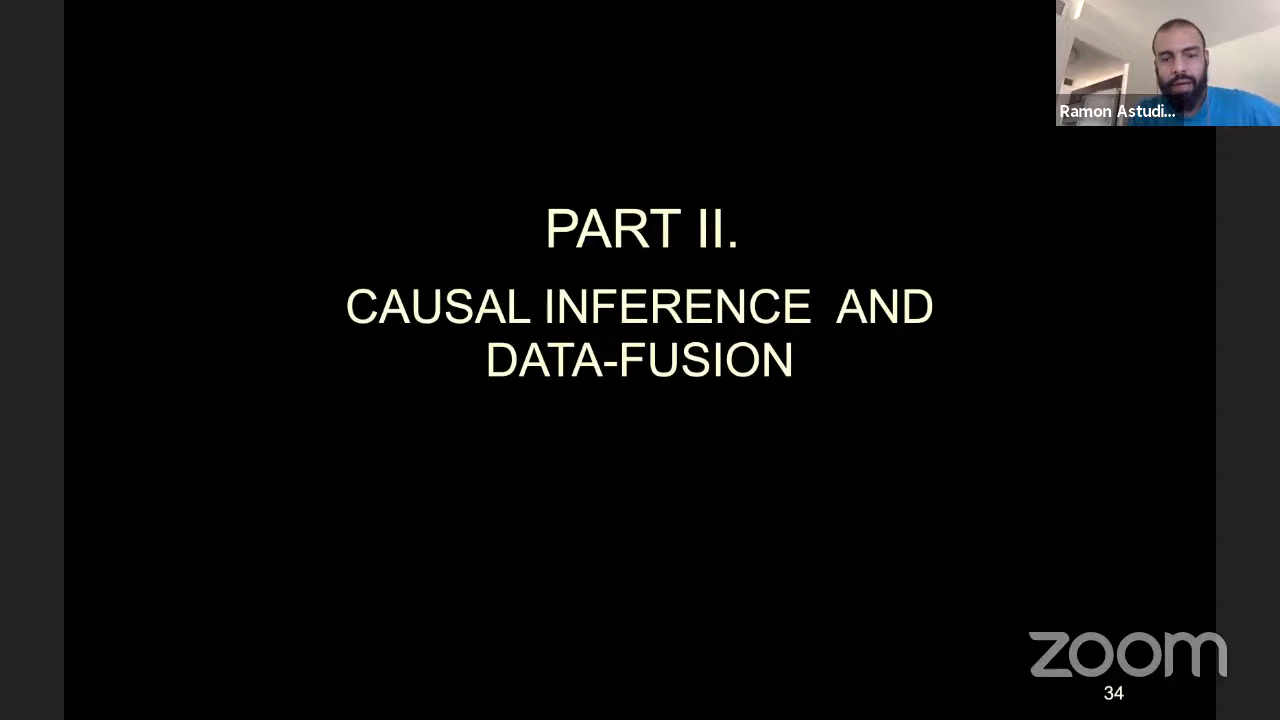 Ramon Astudi...
PART II.
CAUSAL INFERENCE AND
DATA-FUSION
zoom
34